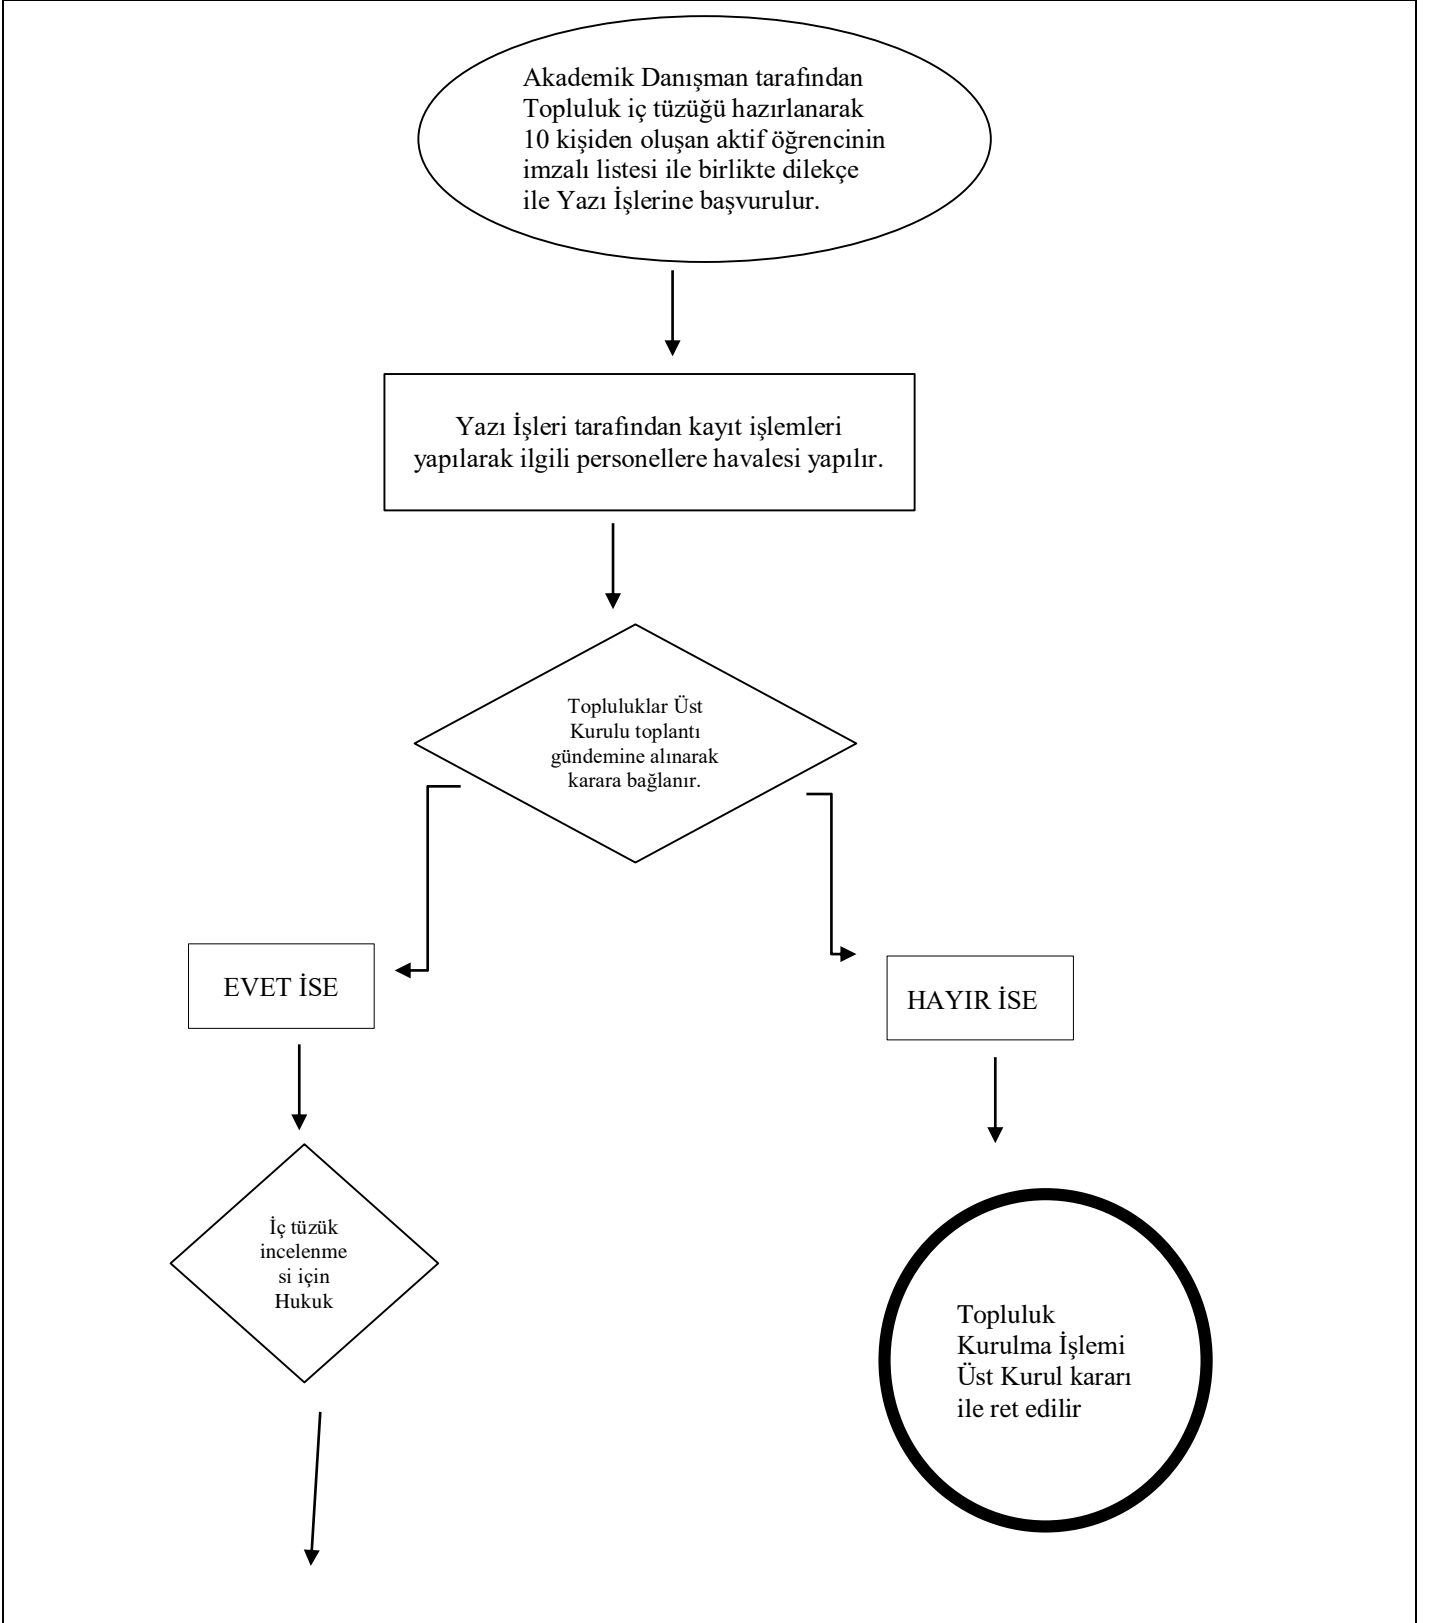 Akademik Danışman tarafından
Topluluk iç tüzüğü hazırlanarak
10 kişiden oluşan aktif öğrencinin
imzalı listesi ile birlikte dilekçe
ile Yazı İşlerine başvurulur.
Yazı İşleri tarafından kayıt işlemleri
yapılarak ilgili personellere havalesi yapılır.
Topluluklar Üst
Kurulu toplantı
gündemine alınarak
karara bağlanır.
EVET İSE
HAYIR İSE
İç tüzük
incelenme
si için
Hukuk
Topluluk
Kurulma İşlemi
Üst Kurul kararı
ile ret edilir